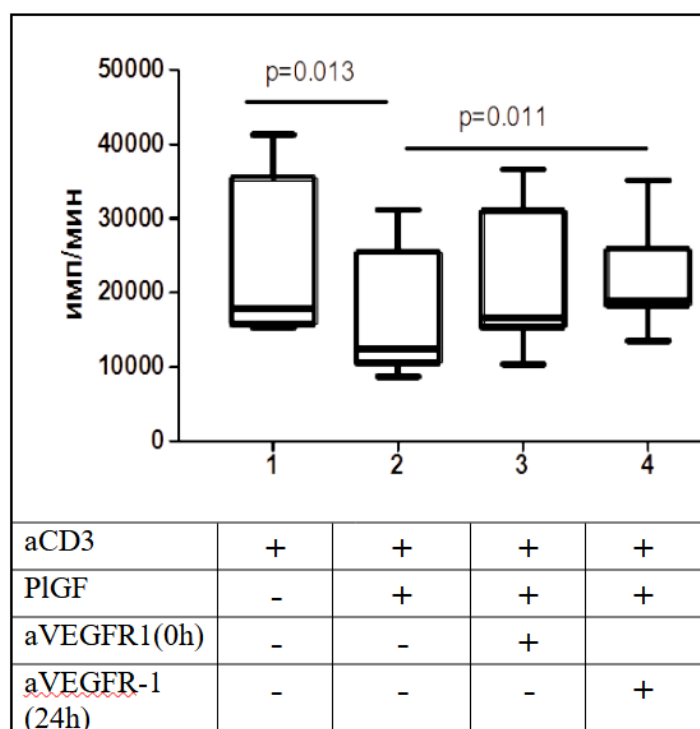 50000
p=0.013
40000
p=0.011
30000
имп/мин
20000
10000
0
1 2 3 4
aCD3 + + + +
PlGF - + + +
aVEGFR1(0h) - - + 
aVEGFR-1 - - - +
(24h)